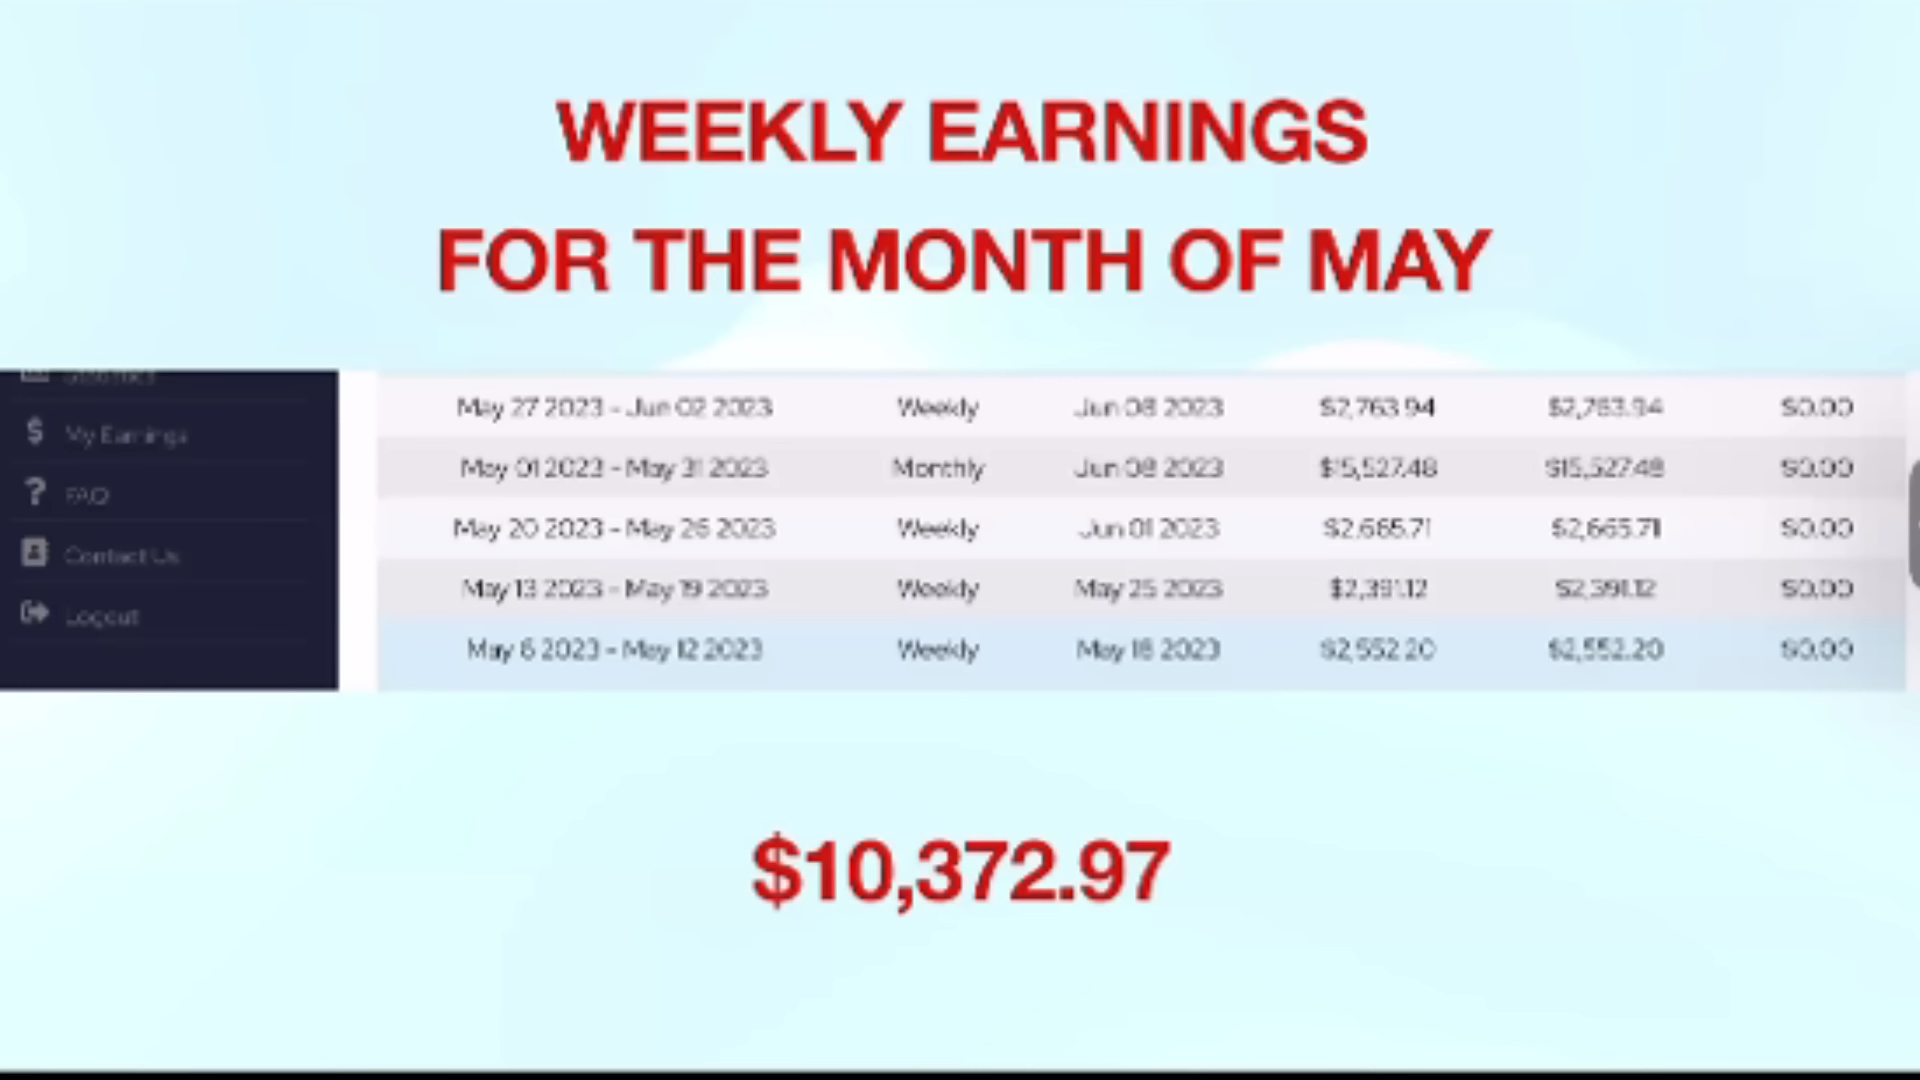 WEEKLY EARNINGS
FOR THE MONTH OF MAY
Statistics
My Earnings
FAQ
Contact Us
Logout
May 27 2023 - Jun 02 2023 Weekly Jun 08 2023 $2,763.94 $2,763.94 $0.00
May 01 2023 - May 31 2023 Monthly Jun 08 2023 $15,527.48 $15,527.48 $0.00
May 20 2023 - May 26 2023 Weekly Jun 01 2023 $2,665.71 $2,665.71 $0.00
May 13 2023 - May 19 2023 Weekly May 25 2023 $2,391.12 $2,391.12 $0.00
May 6 2023 - May 12 2023 Weekly May 18 2023 $2,552.20 $2,552.20 $0.00
$10,372.97